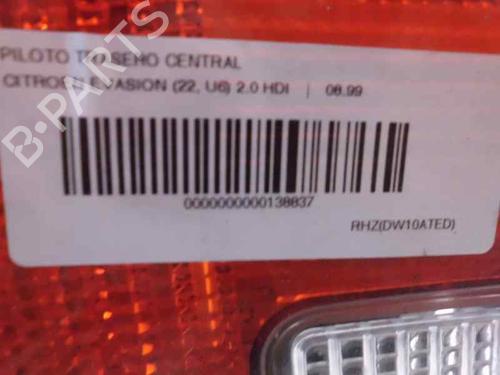 PILOTO TRASERO CENTRAL
CITROËN EVASION (22, U6) 2.0 HDI | 08.99
B-PARTS
0000000000138837
RHZ(DW10ATED)